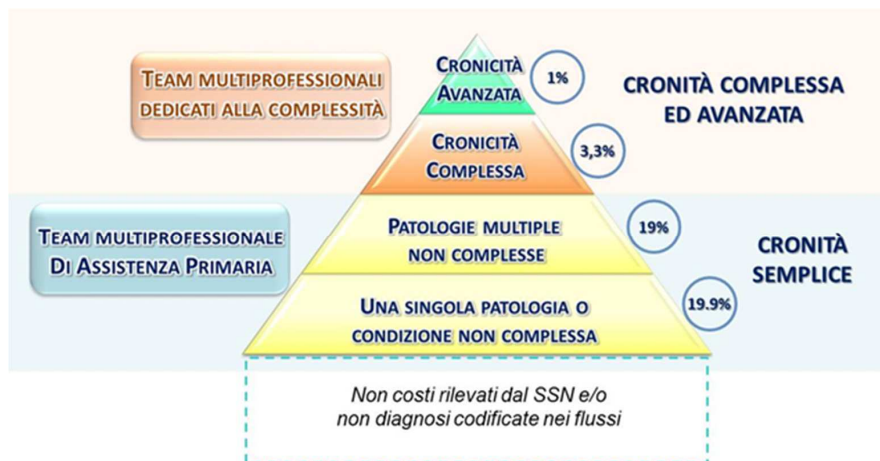 TEAM MULTIPROFESSIONALI
DEDICATI ALLA COMPLESSITÀ
CRONICITÀ
AVANZATA
1%
CRONITÀ COMPLESSA
ED AVANZATA
CRONICITÀ
COMPLESSA
3,3%
TEAM MULTIPROFESSIONALE
DI ASSISTENZA PRIMARIA
PATOLOGIE MULTIPLE
NON COMPLESSE
19%
CRONITÀ
SEMPLICE
UNA SINGOLA PATOLOGIA O
CONDIZIONE NON COMPLESSA
19.9%
Non costi rilevati dal SSN e/o
non diagnosi codificate nei flussi